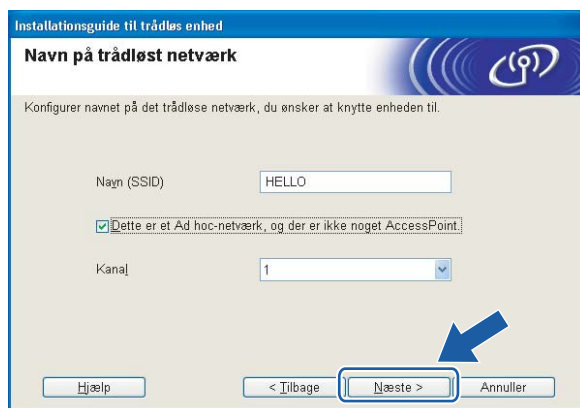 Installationsguide til trådløs enhed
Navn på trådløst netværk
Konfigurer navnet på det trådløse netværk, du ønsker at knytte enheden til.
Navn (SSID) HELLO
Dette er et Ad hoc-netværk, og der er ikke noget AccessPoint.
Kanal 1
Hjælp < Tilbage Næste > Annuller